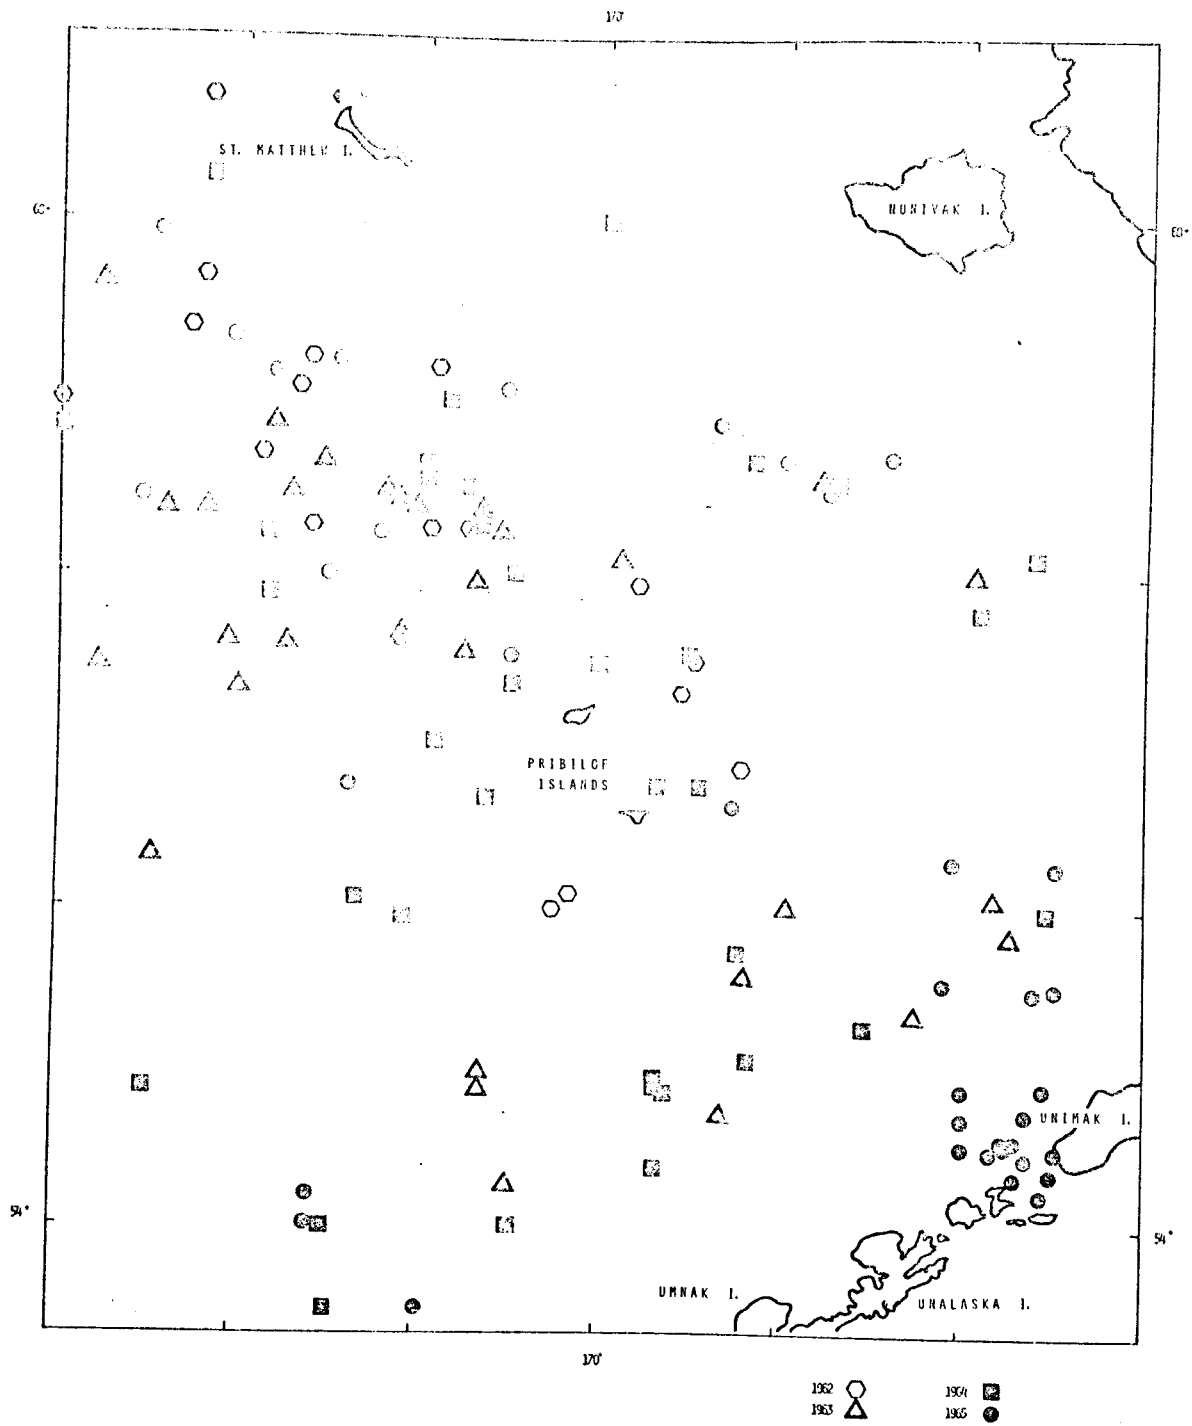 170°
ST. MATTHEW I.
60°
NUNIVAK I.
60°
PRIBILOF
ISLANDS
UNIMAK I.
54°
54°
UMNAK I.
UNALASKA I.
170°
1962
1964
1963
1965